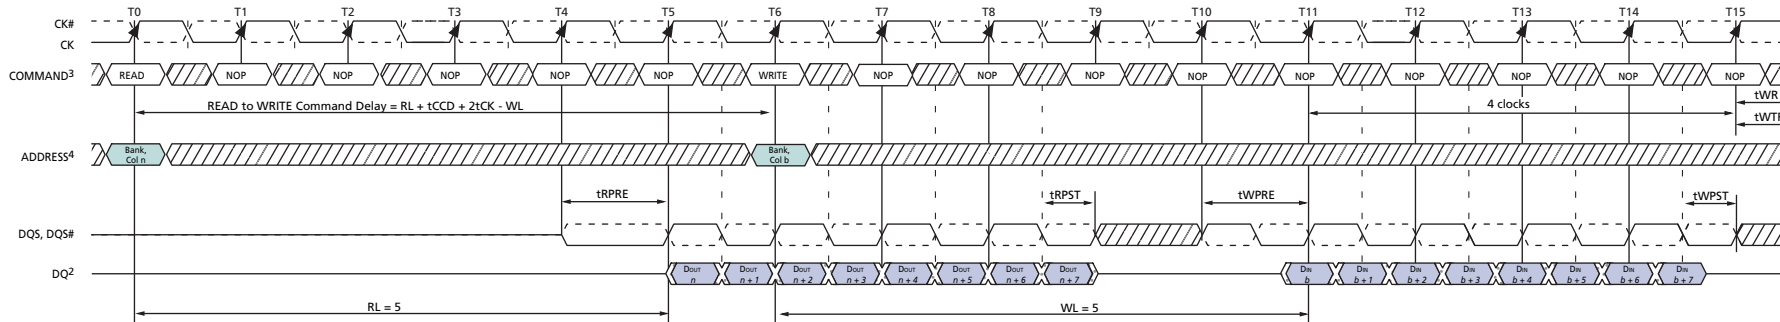 CK#
CK
T0 T1 T2 T3 T4 T5 T6 T7 T8 T9 T10 T11 T12 T13 T14 T15
COMMAND³ READ NOP NOP NOP NOP NOP WRITE NOP NOP NOP NOP NOP NOP NOP NOP NOP
READ to WRITE Command Delay = RL + tCCD + 2tCK - WL
4 clocks
tWR
ADDRESS⁴
Bank,
Col n
Bank,
Col b
tRPRE tRPST tWPRE tWPST
DQS, DQS#
DQ²
DOUT
n
DOUT
n + 1
DOUT
n + 2
DOUT
n + 3
DOUT
n + 4
DOUT
n + 5
DOUT
n + 6
DOUT
n + 7
DIN
b
DIN
b + 1
DIN
b + 2
DIN
b + 3
DIN
b + 4
DIN
b + 5
DIN
b + 6
DIN
b + 7
RL = 5
WL = 5